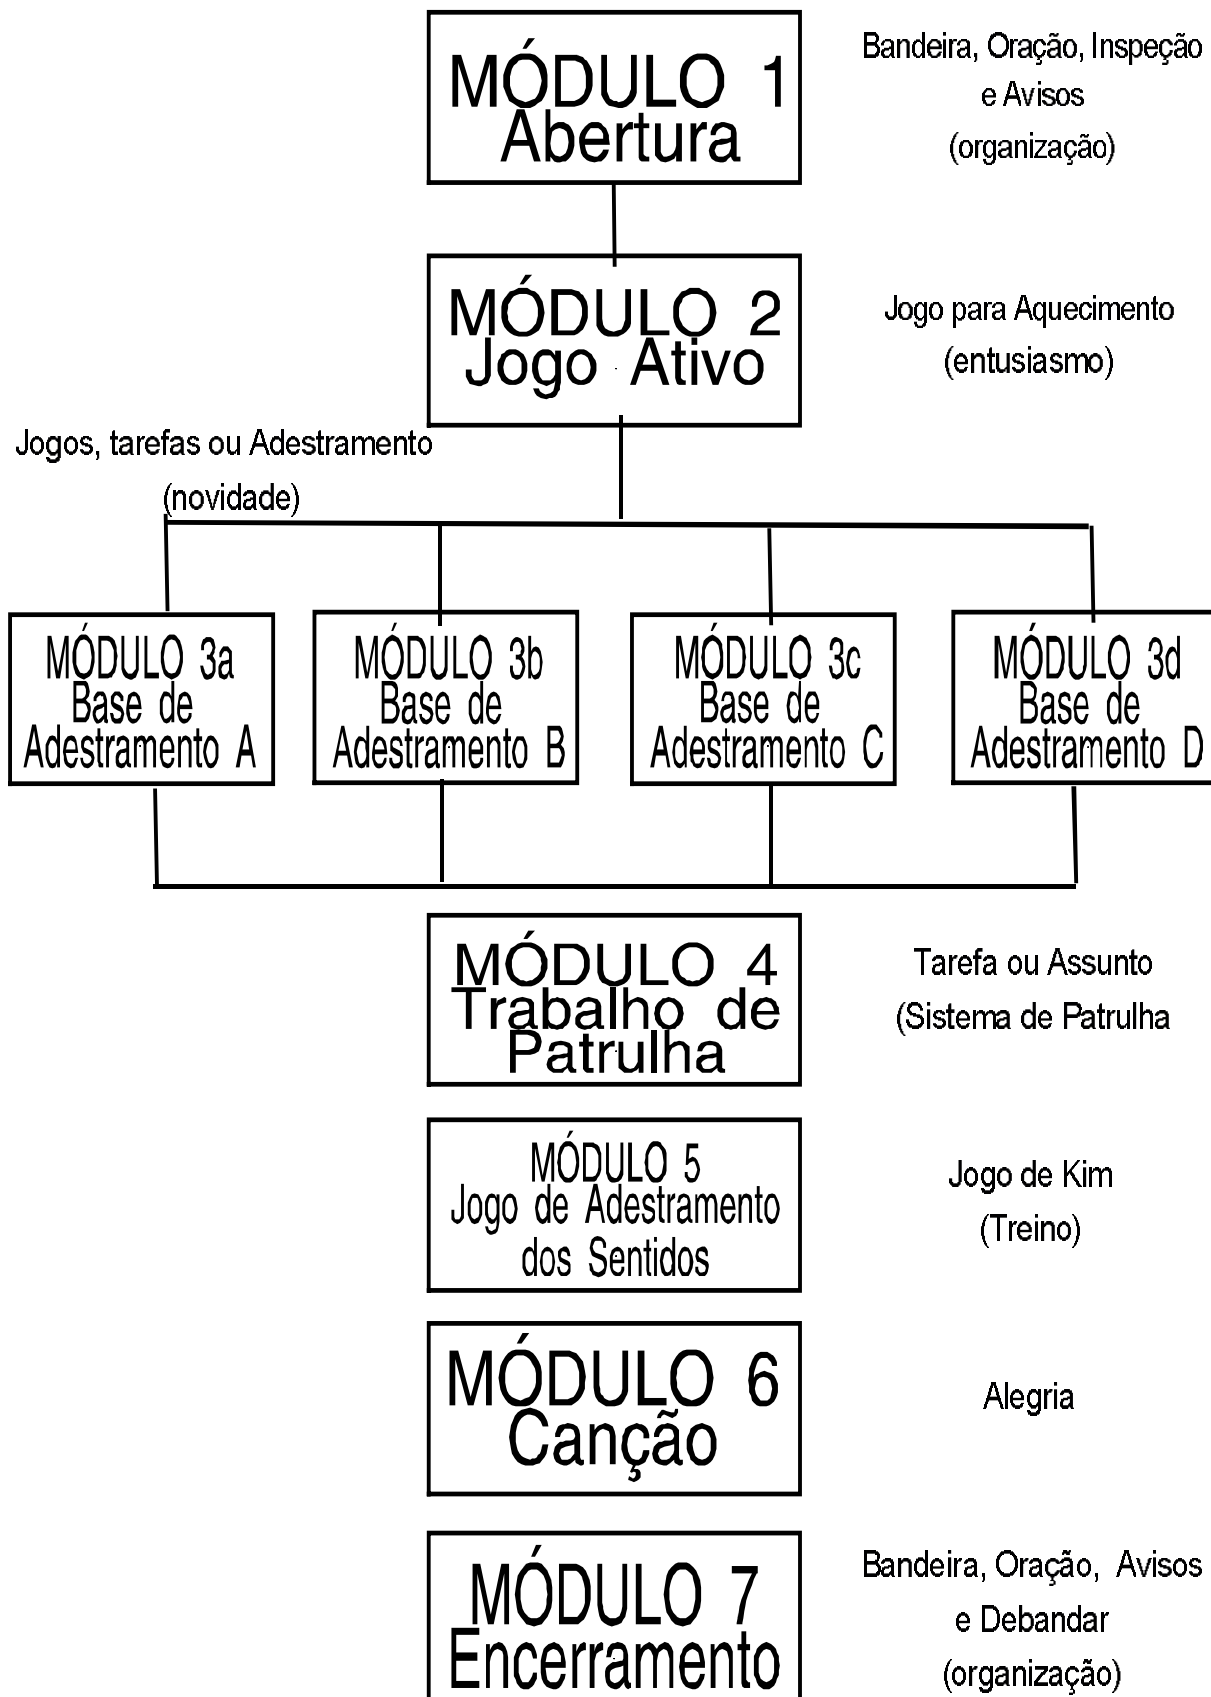 MÓDULO 1
Abertura
Bandeira, Oração, Inspeção
e Avisos
(organização)
MÓDULO 2
Jogo Ativo
Jogo para Aquecimento
(entusiasmo)
Jogos, tarefas ou Adestramento
(novidade)
MÓDULO 3a
Base de
Adestramento A
MÓDULO 3b
Base de
Adestramento B
MÓDULO 3c
Base de
Adestramento C
MÓDULO 3d
Base de
Adestramento D
MÓDULO 4
Trabalho de
Patrulha
Tarefa ou Assunto
(Sistema de Patrulha
MÓDULO 5
Jogo de Adestramento
dos Sentidos
Jogo de Kim
(Treino)
MÓDULO 6
Canção
Alegria
MÓDULO 7
Encerramento
Bandeira, Oração, Avisos
e Debandar
(organização)